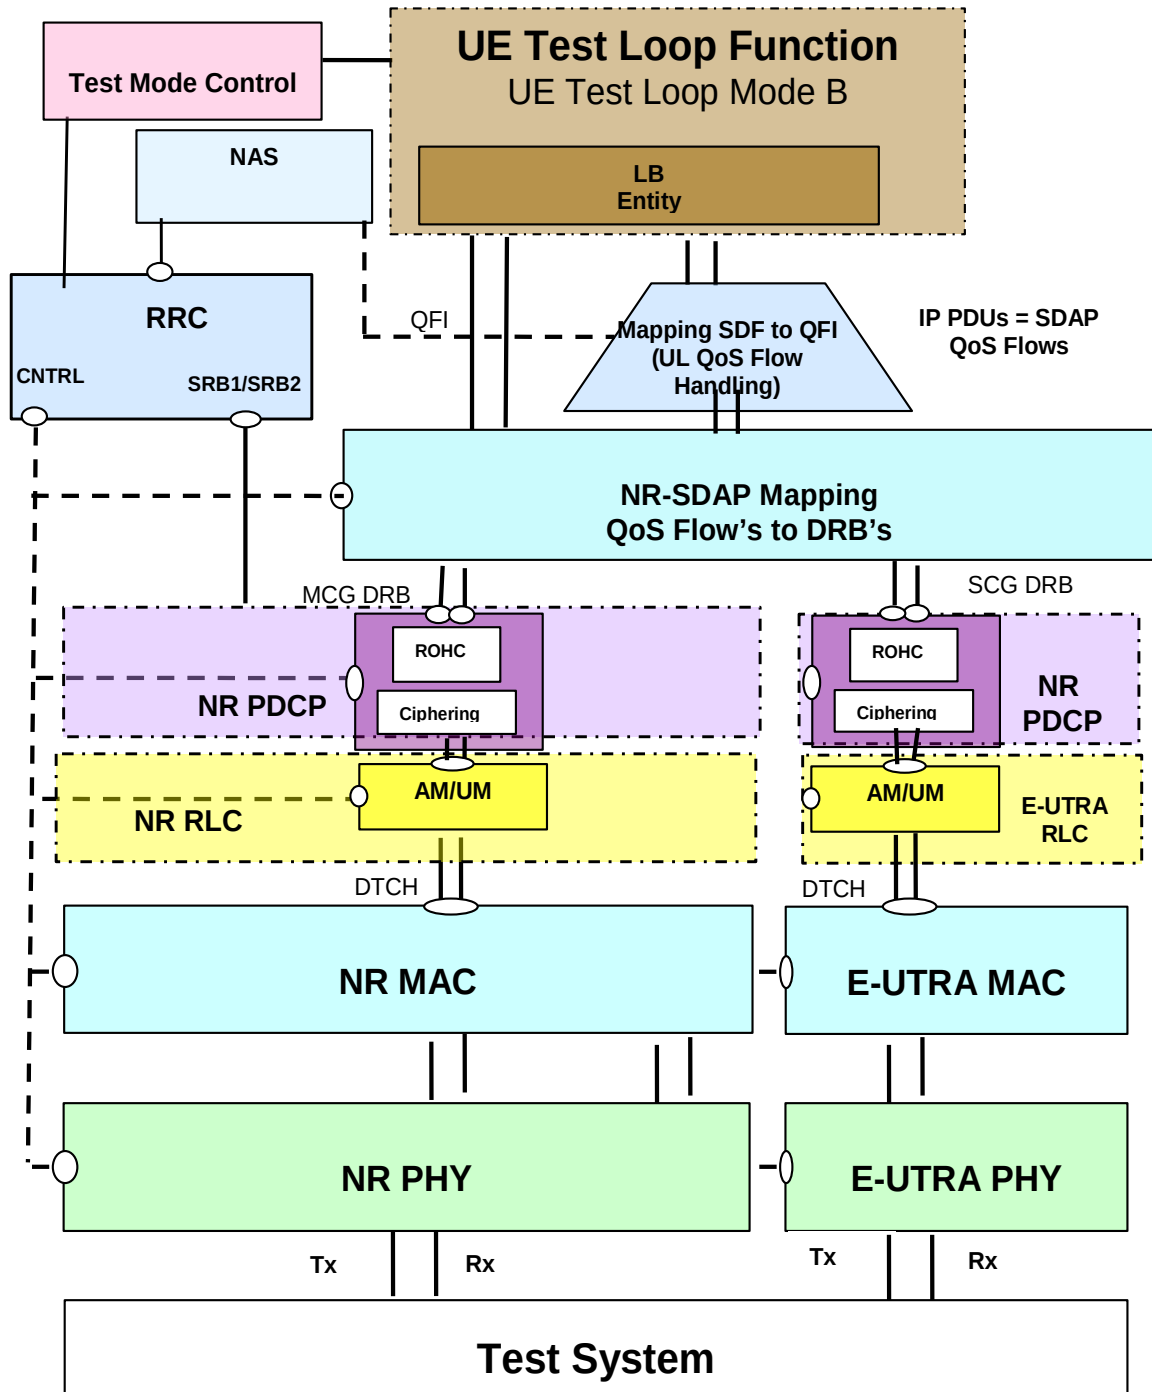 UE Test Loop Function
UE Test Loop Mode B
Test Mode Control
NAS
LB
Entity
RRC
CNTRL
SRB1/SRB2
QFI
Mapping SDF to QFI
(UL QoS Flow
Handling)
IP PDUs = SDAP
QoS Flows
NR-SDAP Mapping
QoS Flow’s to DRB’s
MCG DRB
SCG DRB
ROHC
Ciphering
NR PDCP
ROHC
Ciphering
NR
PDCP
AM/UM
NR RLC
AM/UM
E-UTRA
RLC
DTCH
DTCH
NR MAC
E-UTRA MAC
NR PHY
E-UTRA PHY
Tx
Rx
Tx
Rx
Test System